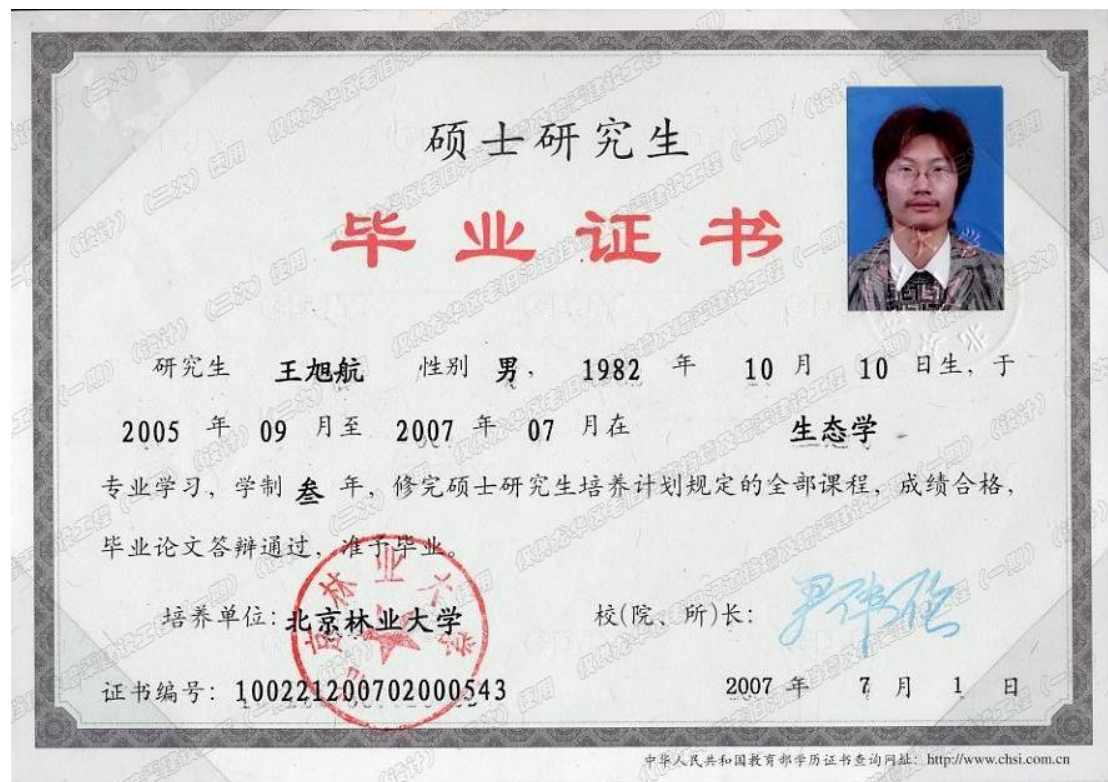 硕士研究生
毕业证书
研究生 王旭航 性别 男, 1982 年 10 月 10 日生, 于
2005 年 09 月至 2007 年 07 月在 生态学
专业学习, 学制 叁 年, 修完硕士研究生培养计划规定的全部课程, 成绩合格,
毕业论文答辩通过, 准予毕业。
培养单位: 北京林业大学 校(院、所)长:
证书编号: 100221200702000543 2007 年 7 月 1 日
中华人民共和国教育部学历证书查询网址: http://www.chsi.com.cn